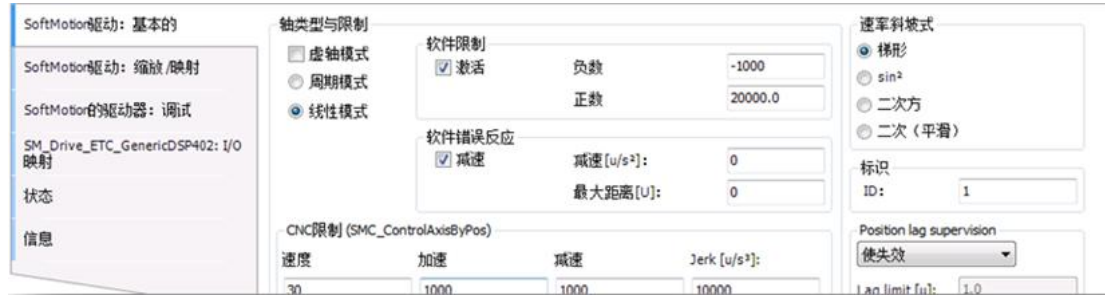 SoftMotion驱动: 基本的
SoftMotion驱动: 缩放/映射
SoftMotion的驱动器: 调试
SM_Drive_ETC_GenericDSP402: I/O
映射
状态
信息
轴类型与限制
虚轴模式
周期模式
线性模式
软件限制
激活
负数
-1000
正数
20000.0
软件错误反应
减速
减速[u/s²]:
0
最大距离[U]:
0
CNC限制 (SMC_ControlAxisByPos)
速度
加速
减速
Jerk [u/s³]:
30
1000
1000
10000
速率斜坡式
梯形
sin²
二次方
二次 (平滑)
标识
ID:
1
Position lag supervision
使失效
Lag limit [u]:
1.0